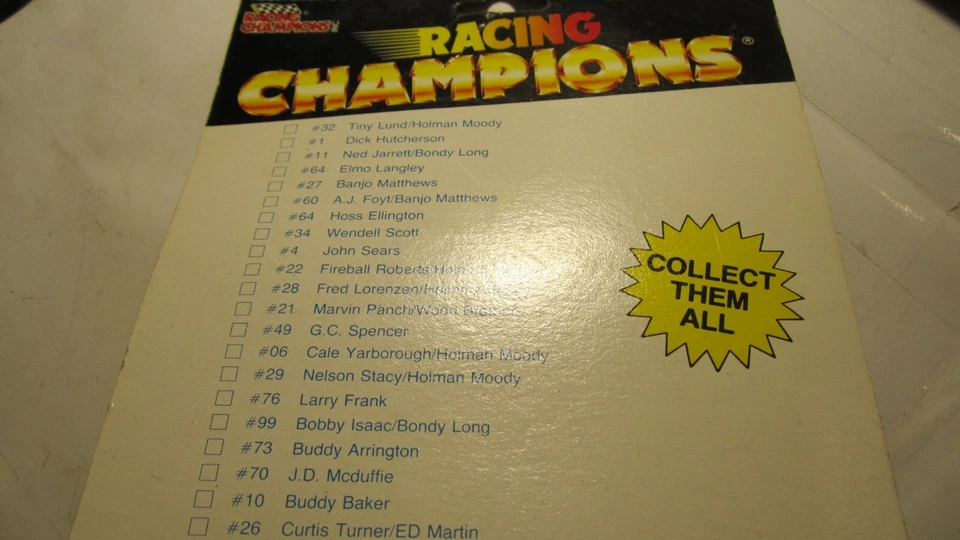 RACING
CHAMPIONS
RACING
CHAMPIONS®
#32 Tiny Lund/Holman Moody
#1 Dick Hutcherson
#11 Ned Jarrett/Bondy Long
#64 Elmo Langley
#27 Banjo Matthews
#60 A.J. Foyt/Banjo Matthews
#64 Hoss Ellington
#34 Wendell Scott
#4 John Sears
#22 Fireball Roberts/Holman
#28 Fred Lorenzen/Holman
#21 Marvin Panch/Wood Brothers
#49 G.C. Spencer
#06 Cale Yarborough/Holman Moody
#29 Nelson Stacy/Holman Moody
#76 Larry Frank
#99 Bobby Isaac/Bondy Long
#73 Buddy Arrington
#70 J.D. Mcduffie
#10 Buddy Baker
#26 Curtis Turner/ED Martin
COLLECT
THEM
ALL